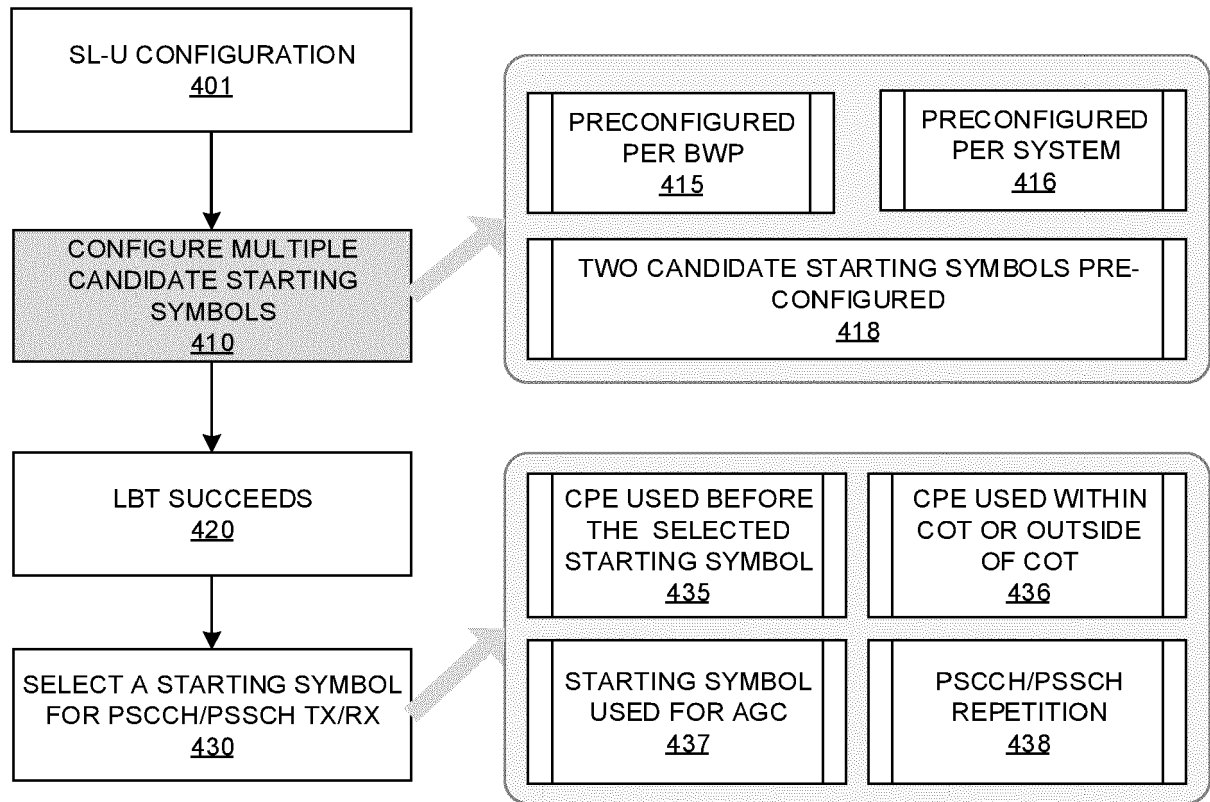 SL-U CONFIGURATION
401
CONFIGURE MULTIPLE
CANDIDATE STARTING
SYMBOLS
410
LBT SUCCEEDS
420
SELECT A STARTING SYMBOL
FOR PSCCH/PSSCH TX/RX
430
PRECONFIGURED
PER BWP
415
PRECONFIGURED
PER SYSTEM
416
TWO CANDIDATE STARTING SYMBOLS PRE-
CONFIGURED
418
CPE USED BEFORE
THE SELECTED
STARTING SYMBOL
435
CPE USED WITHIN
COT OR OUTSIDE
OF COT
436
STARTING SYMBOL
USED FOR AGC
437
PSCCH/PSSCH
REPETITION
438